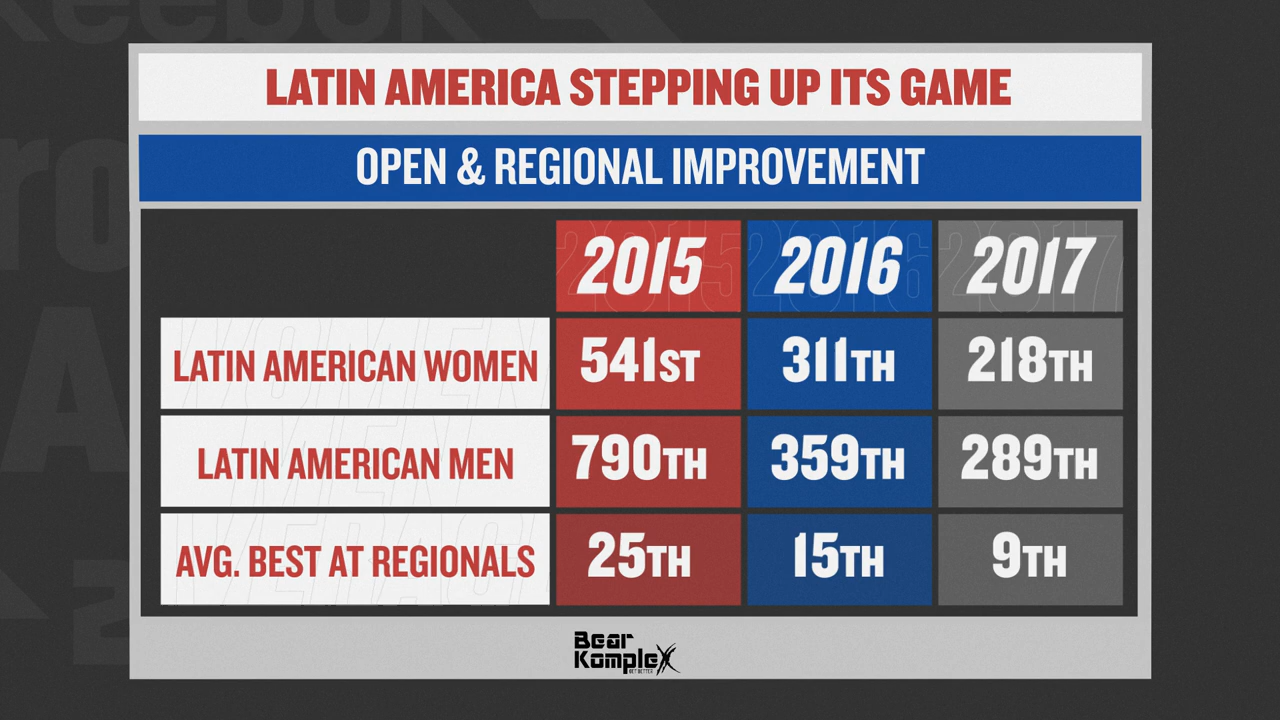 Reebok
LATIN AMERICA STEPPING UP ITS GAME
OPEN & REGIONAL IMPROVEMENT
2015 2016 2017
LATIN AMERICAN WOMEN 541ST 311TH 218TH
LATIN AMERICAN MEN 790TH 359TH 289TH
AVG. BEST AT REGIONALS 25TH 15TH 9TH
Bear
KompleX